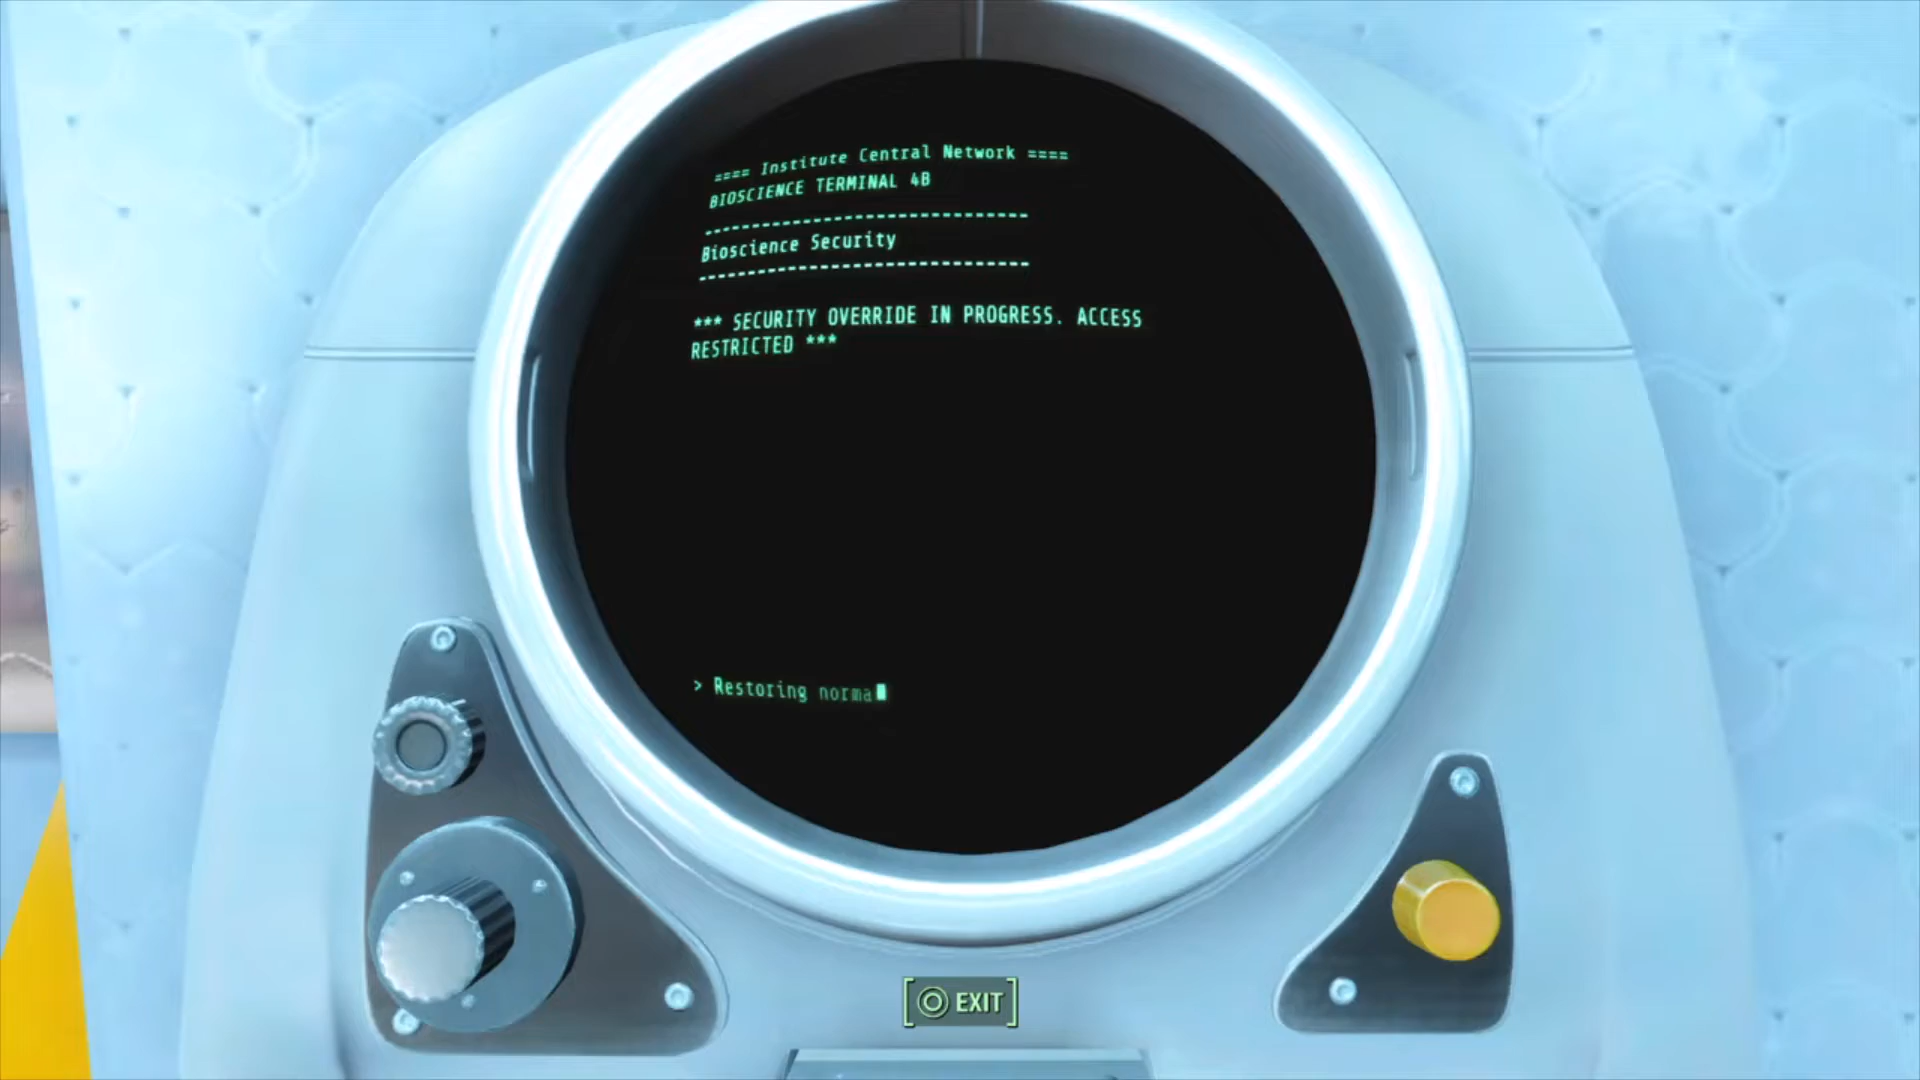 ==== Institute Central Network ====
BIOSCIENCE TERMINAL 4B
-------------------------------
Bioscience Security
-------------------------------
*** SECURITY OVERRIDE IN PROGRESS. ACCESS
RESTRICTED ***
> Restoring norma
EXIT